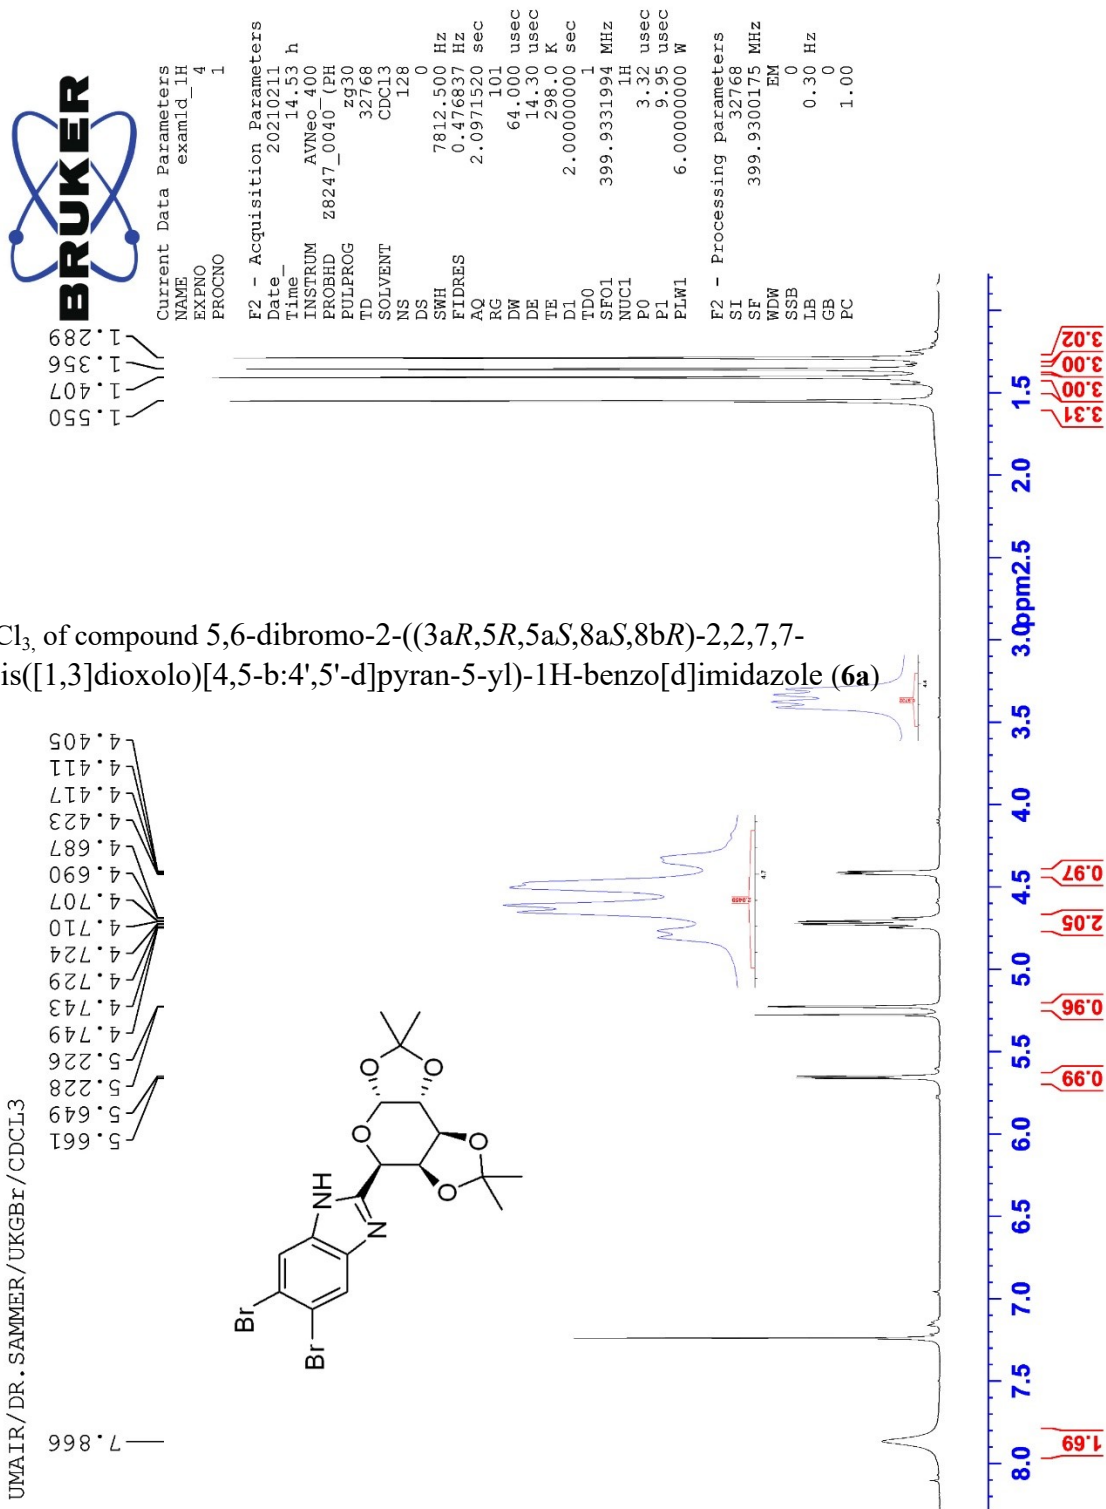 UMAIR/DR.SAMMER/UKGBr/CDCL3
7.866
5.661
5.649
5.228
5.226
4.749
4.743
4.729
4.724
4.710
4.707
4.690
4.687
4.423
4.417
4.411
4.405
1.550
1.407
1.356
1.289
BRUKER
Current Data Parameters
NAME exam1d_1H
EXPNO 4
PROCNO 1
F2 - Acquisition Parameters
Date_ 20210211
Time_ 14.53 h
INSTRUM AVNeo_400
PROBHD Z8247_0040 (PH
PULPROG zg30
TD 32768
SOLVENT CDCl3
NS 128
DS 0
SWH 7812.500 Hz
FIDRES 0.476837 Hz
AQ 2.0971520 sec
RG 101
DW 64.000 usec
DE 14.30 usec
TE 298.0 K
D1 2.00000000 sec
TD0 1
SFO1 399.9331994 MHz
NUC1 1H
P0 3.32 usec
P1 9.95 usec
PLW1 6.00000000 W
F2 - Processing parameters
SI 32768
SF 399.9300175 MHz
WDW EM
SSB 0
LB 0.30 Hz
GB 0
PC 1.00
Cl3, of compound 5,6-dibromo-2-((3aR,5R,5aS,8aS,8bR)-2,2,7,7-
is([1,3]dioxolo)[4,5-b:4',5'-d]pyran-5-yl)-1H-benzo[d]imidazole (6a)
Br
Br
NH
N
O
O
O
O
O
4.7
4.4
8.0 7.5 7.0 6.5 6.0 5.5 5.0 4.5 4.0 3.5 3.0 2.5 2.0 1.5 ppm
1.69
0.99
0.96
2.05
0.97
3.31
3.00
3.00
3.02